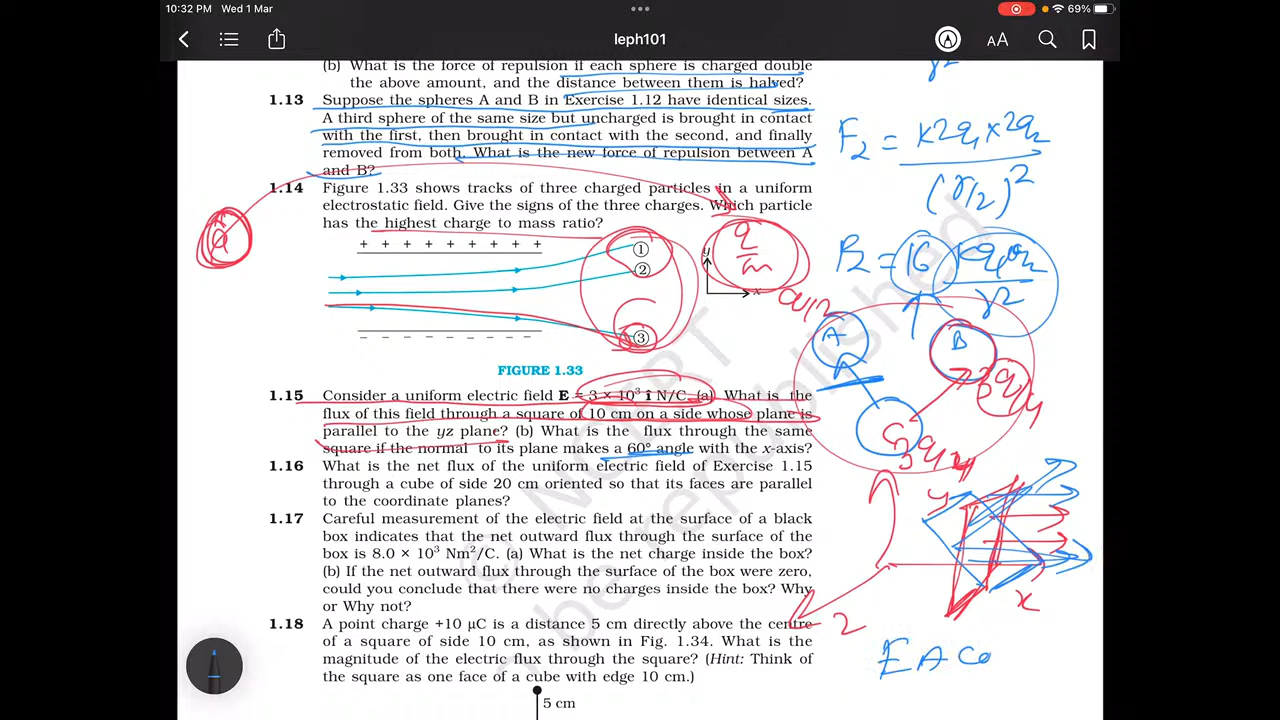 10:32 PM Wed 1 Mar
69%
leph101
AA
(b) What is the force of repulsion if each sphere is charged double
the above amount, and the distance between them is halved?
1.13 Suppose the spheres A and B in Exercise 1.12 have identical sizes.
A third sphere of the same size but uncharged is brought in contact
with the first, then brought in contact with the second, and finally
removed from both. What is the new force of repulsion between A
and B?
1.14 Figure 1.33 shows tracks of three charged particles in a uniform
electrostatic field. Give the signs of the three charges. Which particle
has the highest charge to mass ratio?
+ + + + + + + + +
1
2
3
y
x
q/m
q1/2
FIGURE 1.33
1.15 Consider a uniform electric field E = 3 × 10³ î N/C. (a) What is the
flux of this field through a square of 10 cm on a side whose plane is
parallel to the yz plane? (b) What is the flux through the same
square if the normal to its plane makes a 60° angle with the x-axis?
1.16 What is the net flux of the uniform electric field of Exercise 1.15
through a cube of side 20 cm oriented so that its faces are parallel
to the coordinate planes?
1.17 Careful measurement of the electric field at the surface of a black
box indicates that the net outward flux through the surface of the
box is 8.0 × 10³ Nm²/C. (a) What is the net charge inside the box?
(b) If the net outward flux through the surface of the box were zero,
could you conclude that there were no charges inside the box? Why
or Why not?
1.18 A point charge +10 μC is a distance 5 cm directly above the centre
of a square of side 10 cm, as shown in Fig. 1.34. What is the
magnitude of the electric flux through the square? (Hint: Think of
the square as one face of a cube with edge 10 cm.)
5 cm
F2 = k2q1×2q2
(r/2)²
A
B
C
y
x
z
E A co
© NCERT
the republished